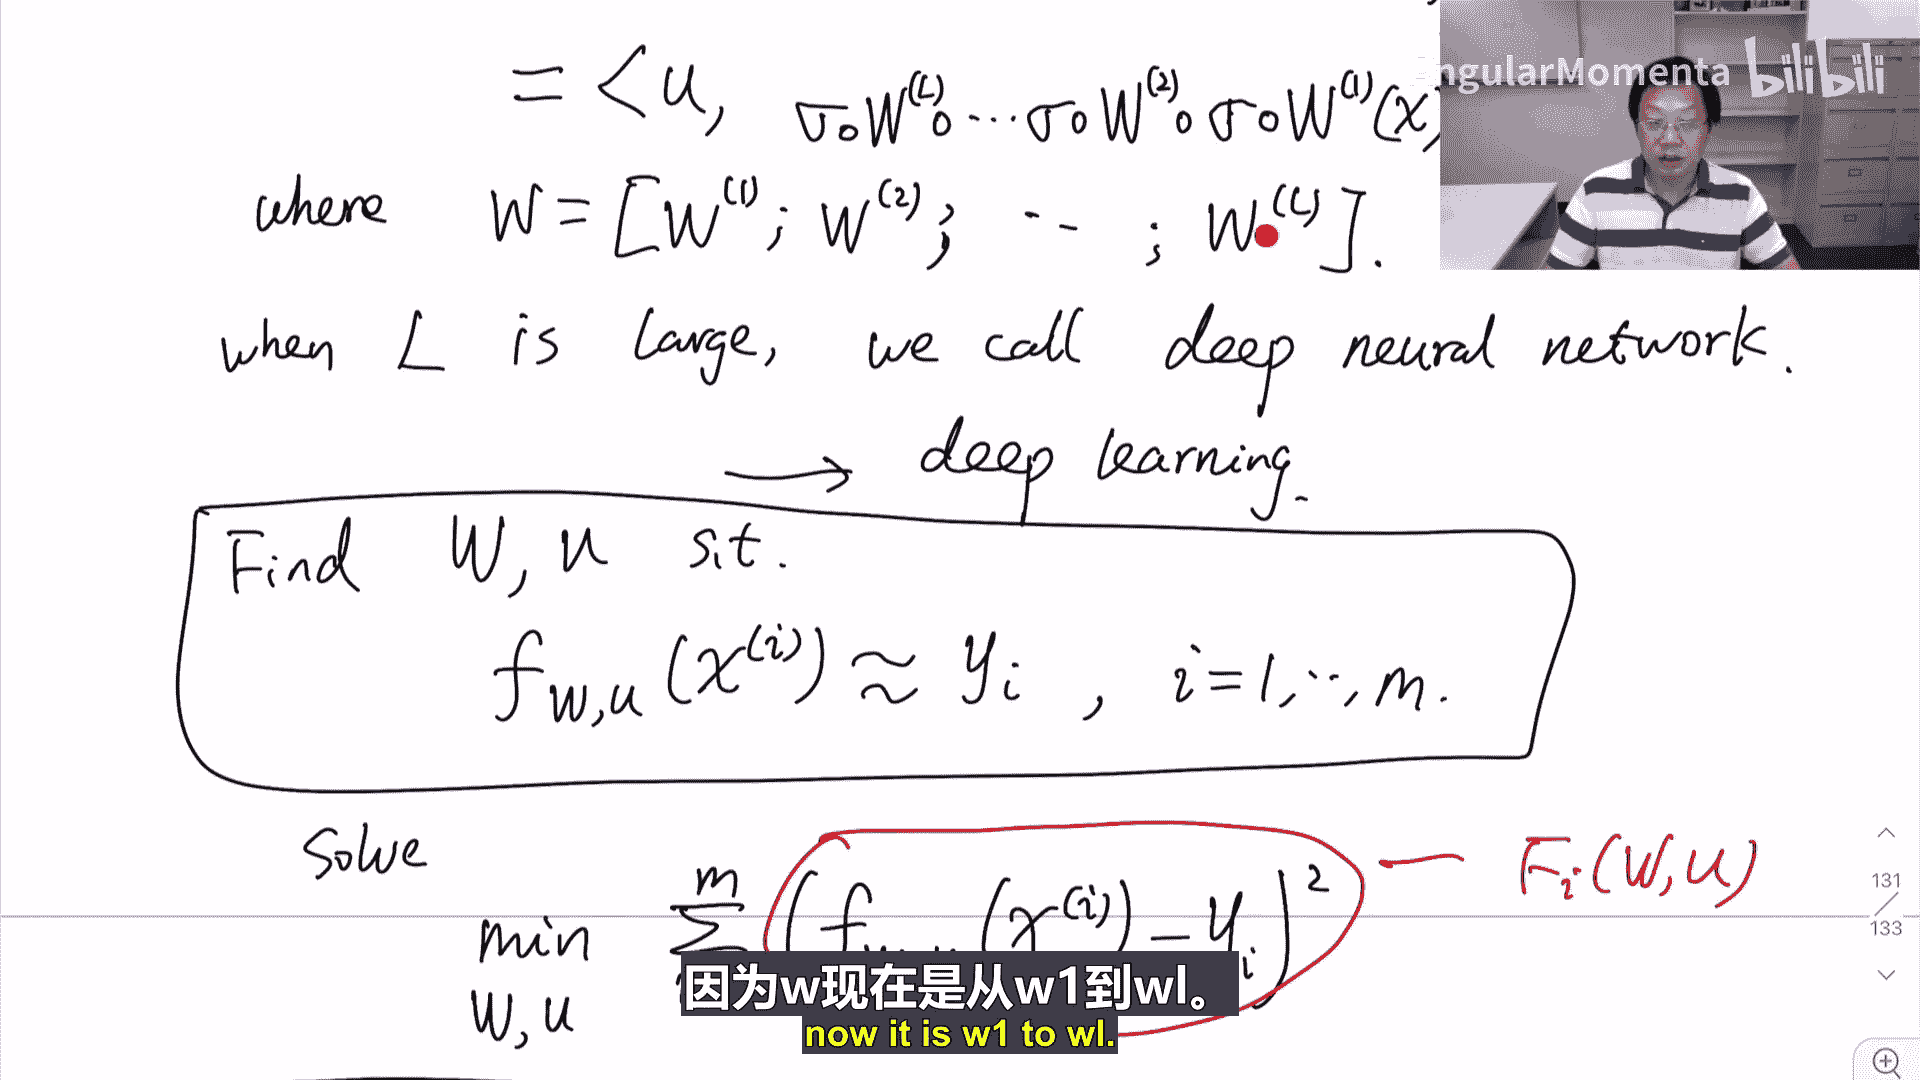 = <u, σ∘W^(L)∘···σ∘W^(2)∘σ∘W^(1)(x,
ngularMomenta bilibili
where W = [W^(1); W^(2); ·· ; W^(L)].
when L is large, we call deep neural network.
→ deep learning.
Find W, u s.t.
f_{W,u}(x^(i)) ≈ y_i , i=1,··,m.
Solve
min_{W,u} Σ^m (f (x^(i)) - y_i)^2 — F_i(W,u)
131
133
因为w现在是从w1到wl。
now it is w1 to wl.